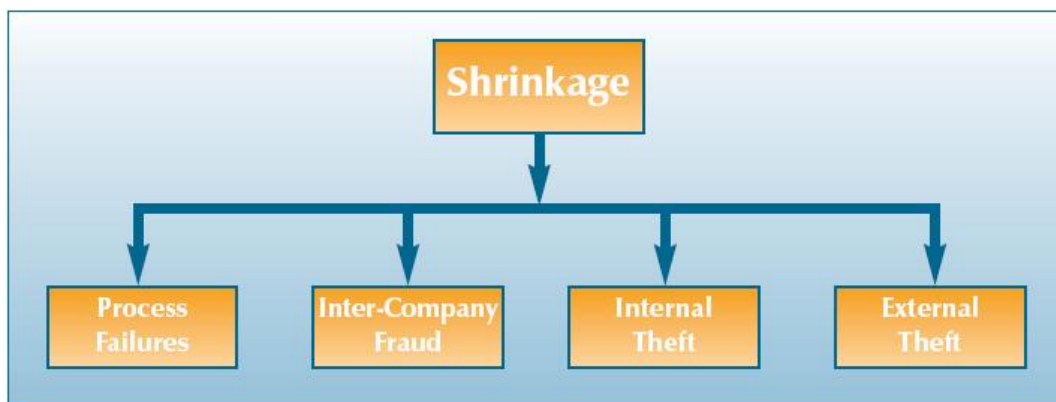 Shrinkage
Process
Failures
Inter-Company
Fraud
Internal
Theft
External
Theft